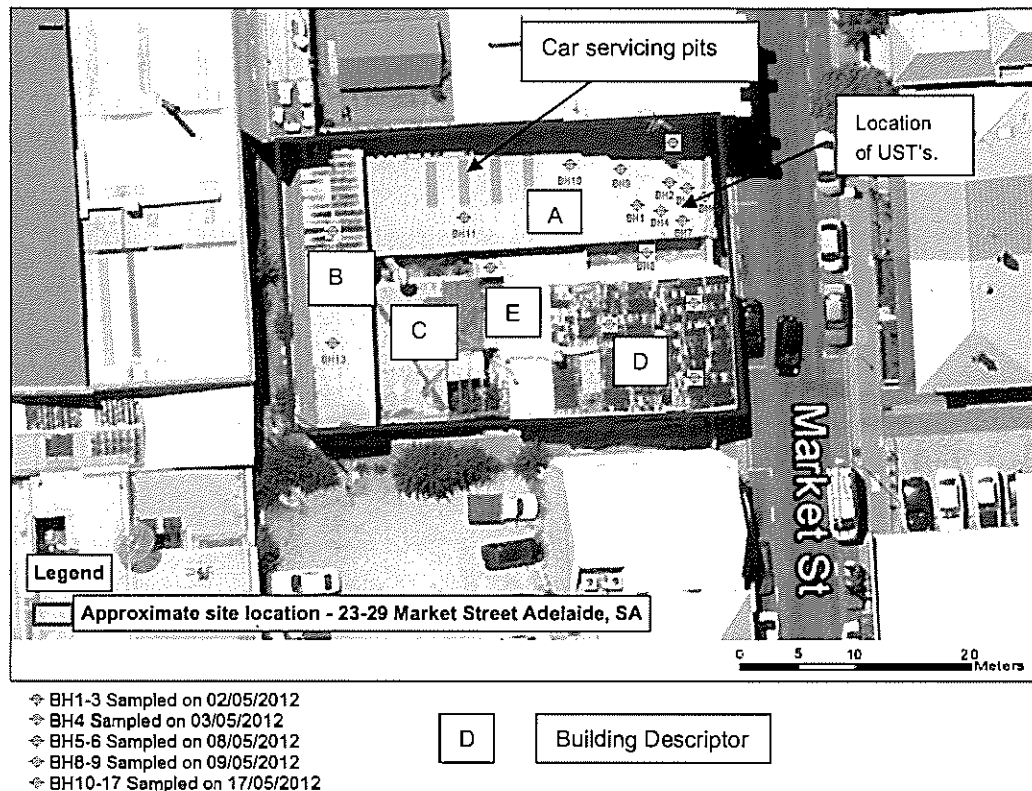 Car servicing pits
Location
of UST's.
A
BH10
BH9
BH2
BH1
BH4
BH7
BH11
B
C
E
D
BH13
Market St
Legend
Approximate site location - 23-29 Market Street Adelaide, SA
0 5 10 20
Meters
BH1-3 Sampled on 02/05/2012
BH4 Sampled on 03/05/2012
BH5-6 Sampled on 08/05/2012
BH8-9 Sampled on 09/05/2012
BH10-17 Sampled on 17/05/2012
D
Building Descriptor